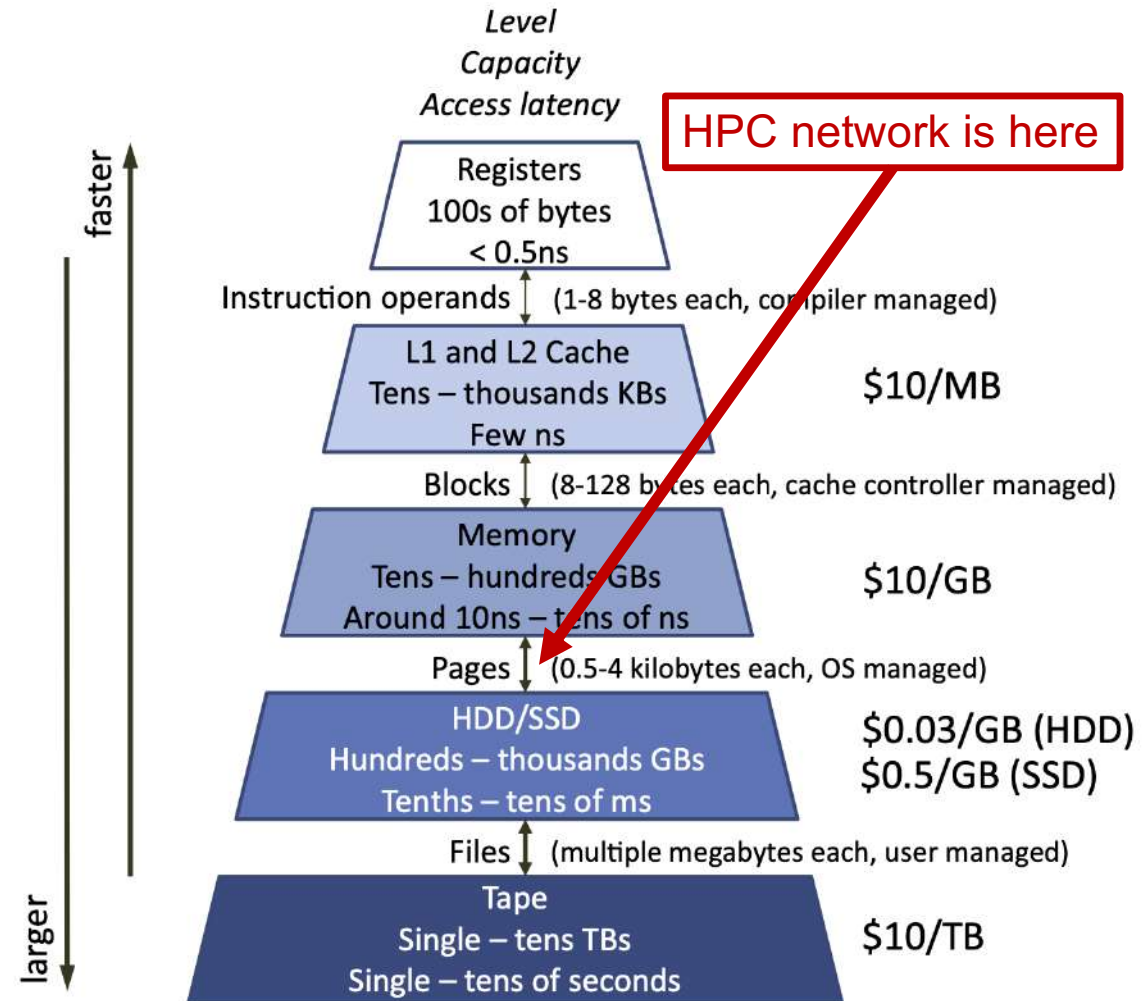 Level
Capacity
Access latency
HPC network is here
faster
larger
Registers
100s of bytes
< 0.5ns
Instruction operands (1-8 bytes each, compiler managed)
L1 and L2 Cache
Tens – thousands KBs
Few ns
$10/MB
Blocks (8-128 bytes each, cache controller managed)
Memory
Tens – hundreds GBs
Around 10ns – tens of ns
$10/GB
Pages (0.5-4 kilobytes each, OS managed)
HDD/SSD
Hundreds – thousands GBs
Tenths – tens of ms
$0.03/GB (HDD)
$0.5/GB (SSD)
Files (multiple megabytes each, user managed)
Tape
Single – tens TBs
Single – tens of seconds
$10/TB